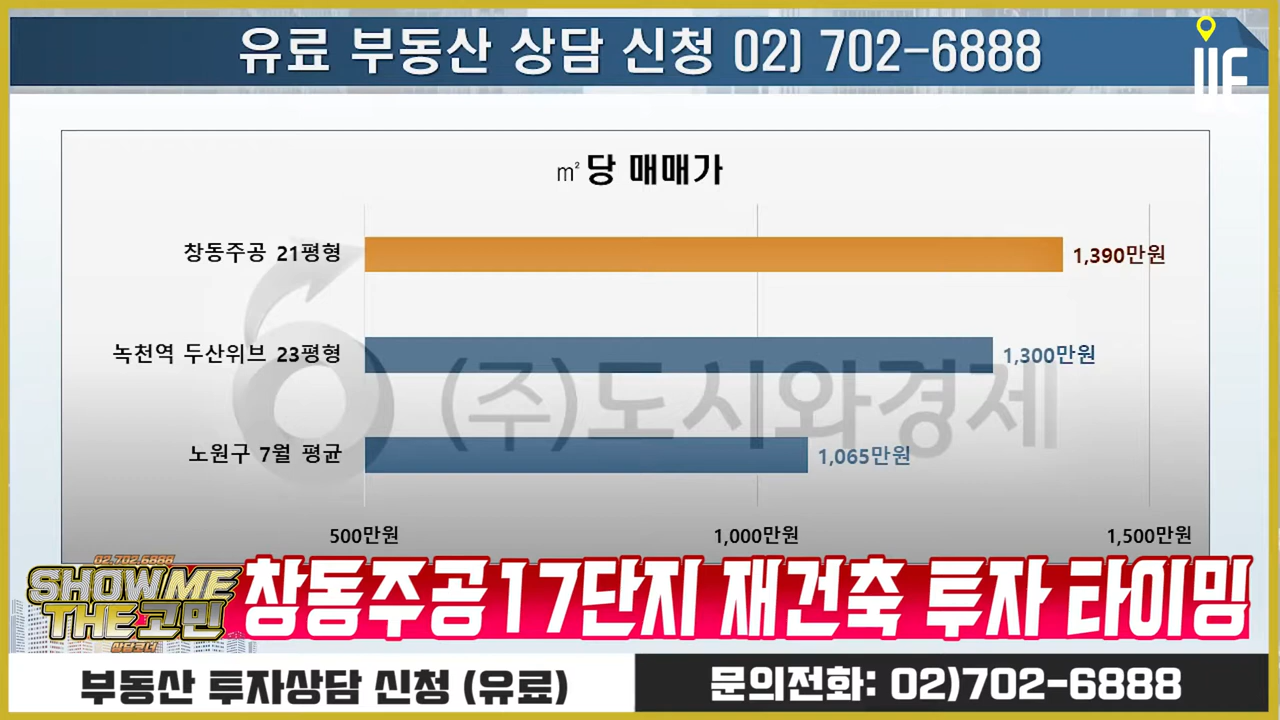 유료 부동산 상담 신청 02) 702-6888
㎡당 매매가
창동주공 21평형
1,390만원
녹천역 두산위브 23평형
1,300만원
(주)도시와경제
노원구 7월 평균
1,065만원
500만원
1,000만원
1,500만원
02.702.6888
SHOW ME
THE 고민
상담코너
창동주공17단지 재건축 투자 타이밍
부동산 투자상담 신청 (유료)
문의전화: 02)702-6888